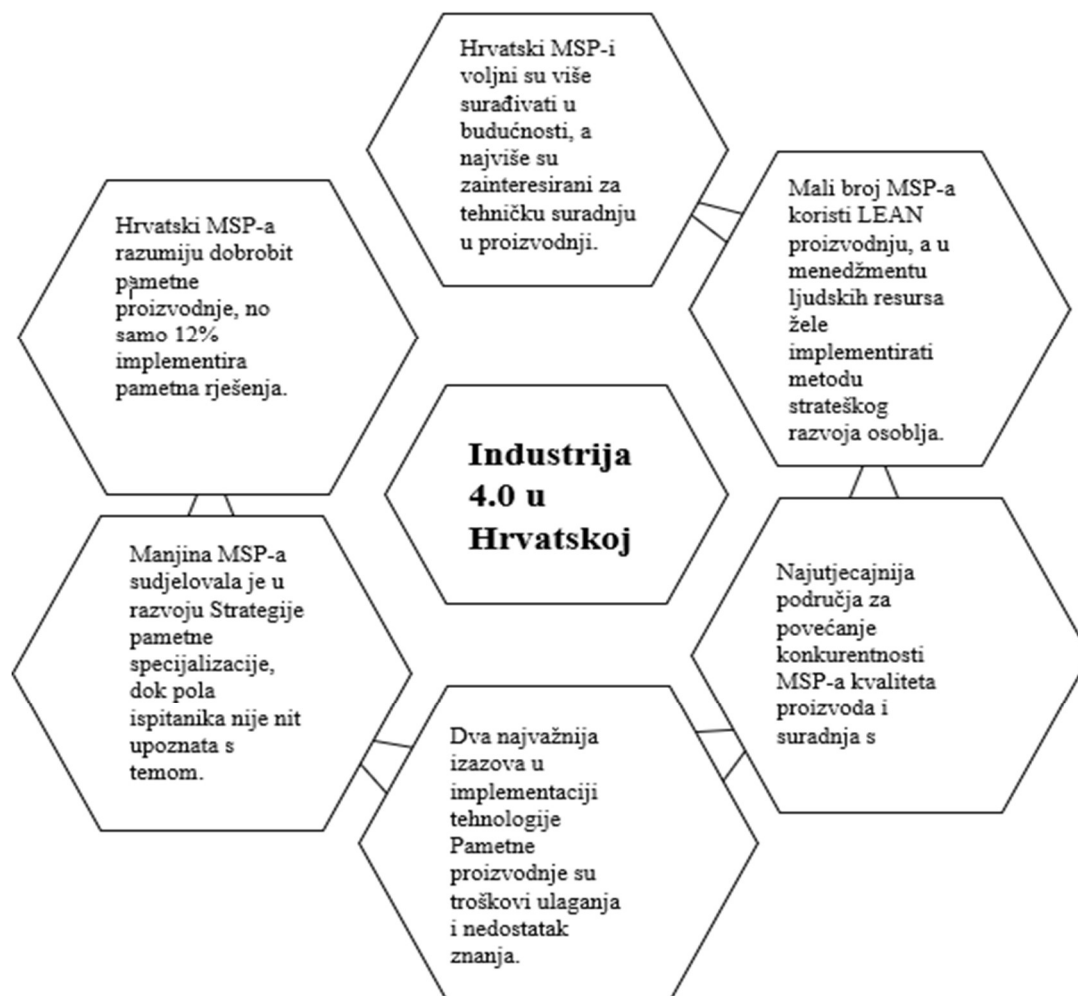 Hrvatski MSP-i
voljni su više
surađivati u
budućnosti, a
najviše su
zainteresirani za
tehničku suradnju
u proizvodnji.
Mali broj MSP-a
koristi LEAN
proizvodnju, a u
menedžmentu
ljudskih resursa
žele
implementirati
metodu
strateškog
razvoja osoblja.
Najutjecajnija
područja za
povećanje
konkurentnosti
MSP-a kvaliteta
proizvoda i
suradnja s
Dva najvažnija
izazova u
implementaciji
tehnologije
Pametne
proizvodnje su
troškovi ulaganja
i nedostatak
znanja.
Manjina MSP-a
sudjelovala je u
razvoju Strategije
pametne
specijalizacije,
dok pola
ispitanika nije nit
upoznata s
temom.
Hrvatski MSP-a
razumiju dobrobit
pametne
proizvodnje, no
samo 12%
implementira
pametna rješenja.
Industrija
4.0 u
Hrvatskoj